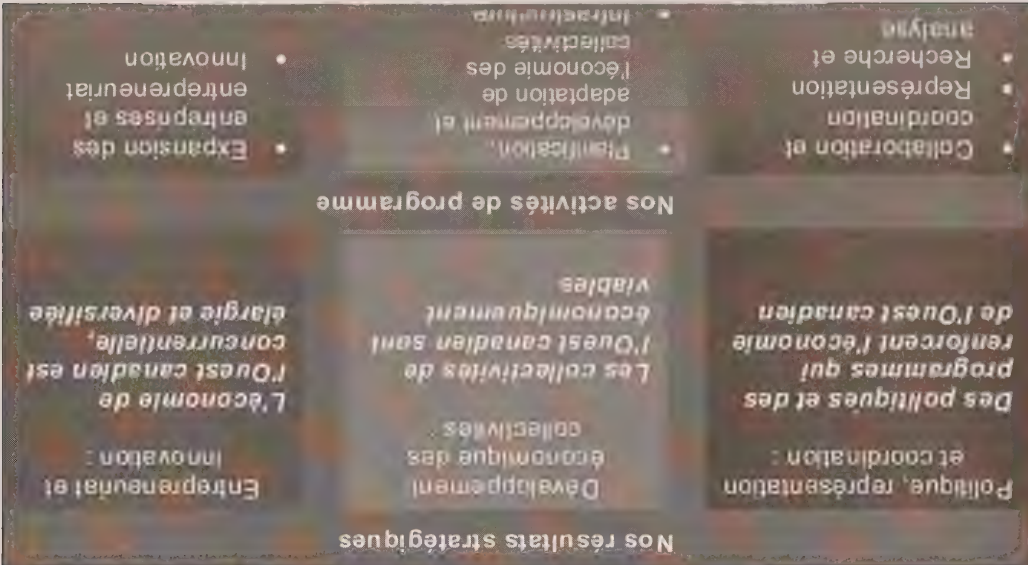 Nos résultats stratégiques
Politique, représentation
et coordination :
Des politiques et des
programmes qui
renforcent l'économie
de l'Ouest canadien
Développement
économique des
collectivités :
Les collectivités de
l'Ouest canadien sont
économiquement
viables
Entrepreneuriat et
innovation :
L'économie de
l'Ouest canadien est
concurrentielle,
élargie et diversifiée
Nos activités de programme
• Collaboration et
coordination
• Représentation
• Recherche et
analyse
• Planification,
développement et
adaptation de
l'économie des
collectivités
• Infrastructure
• Expansion des
entreprises et
entrepreneuriat
• Innovation